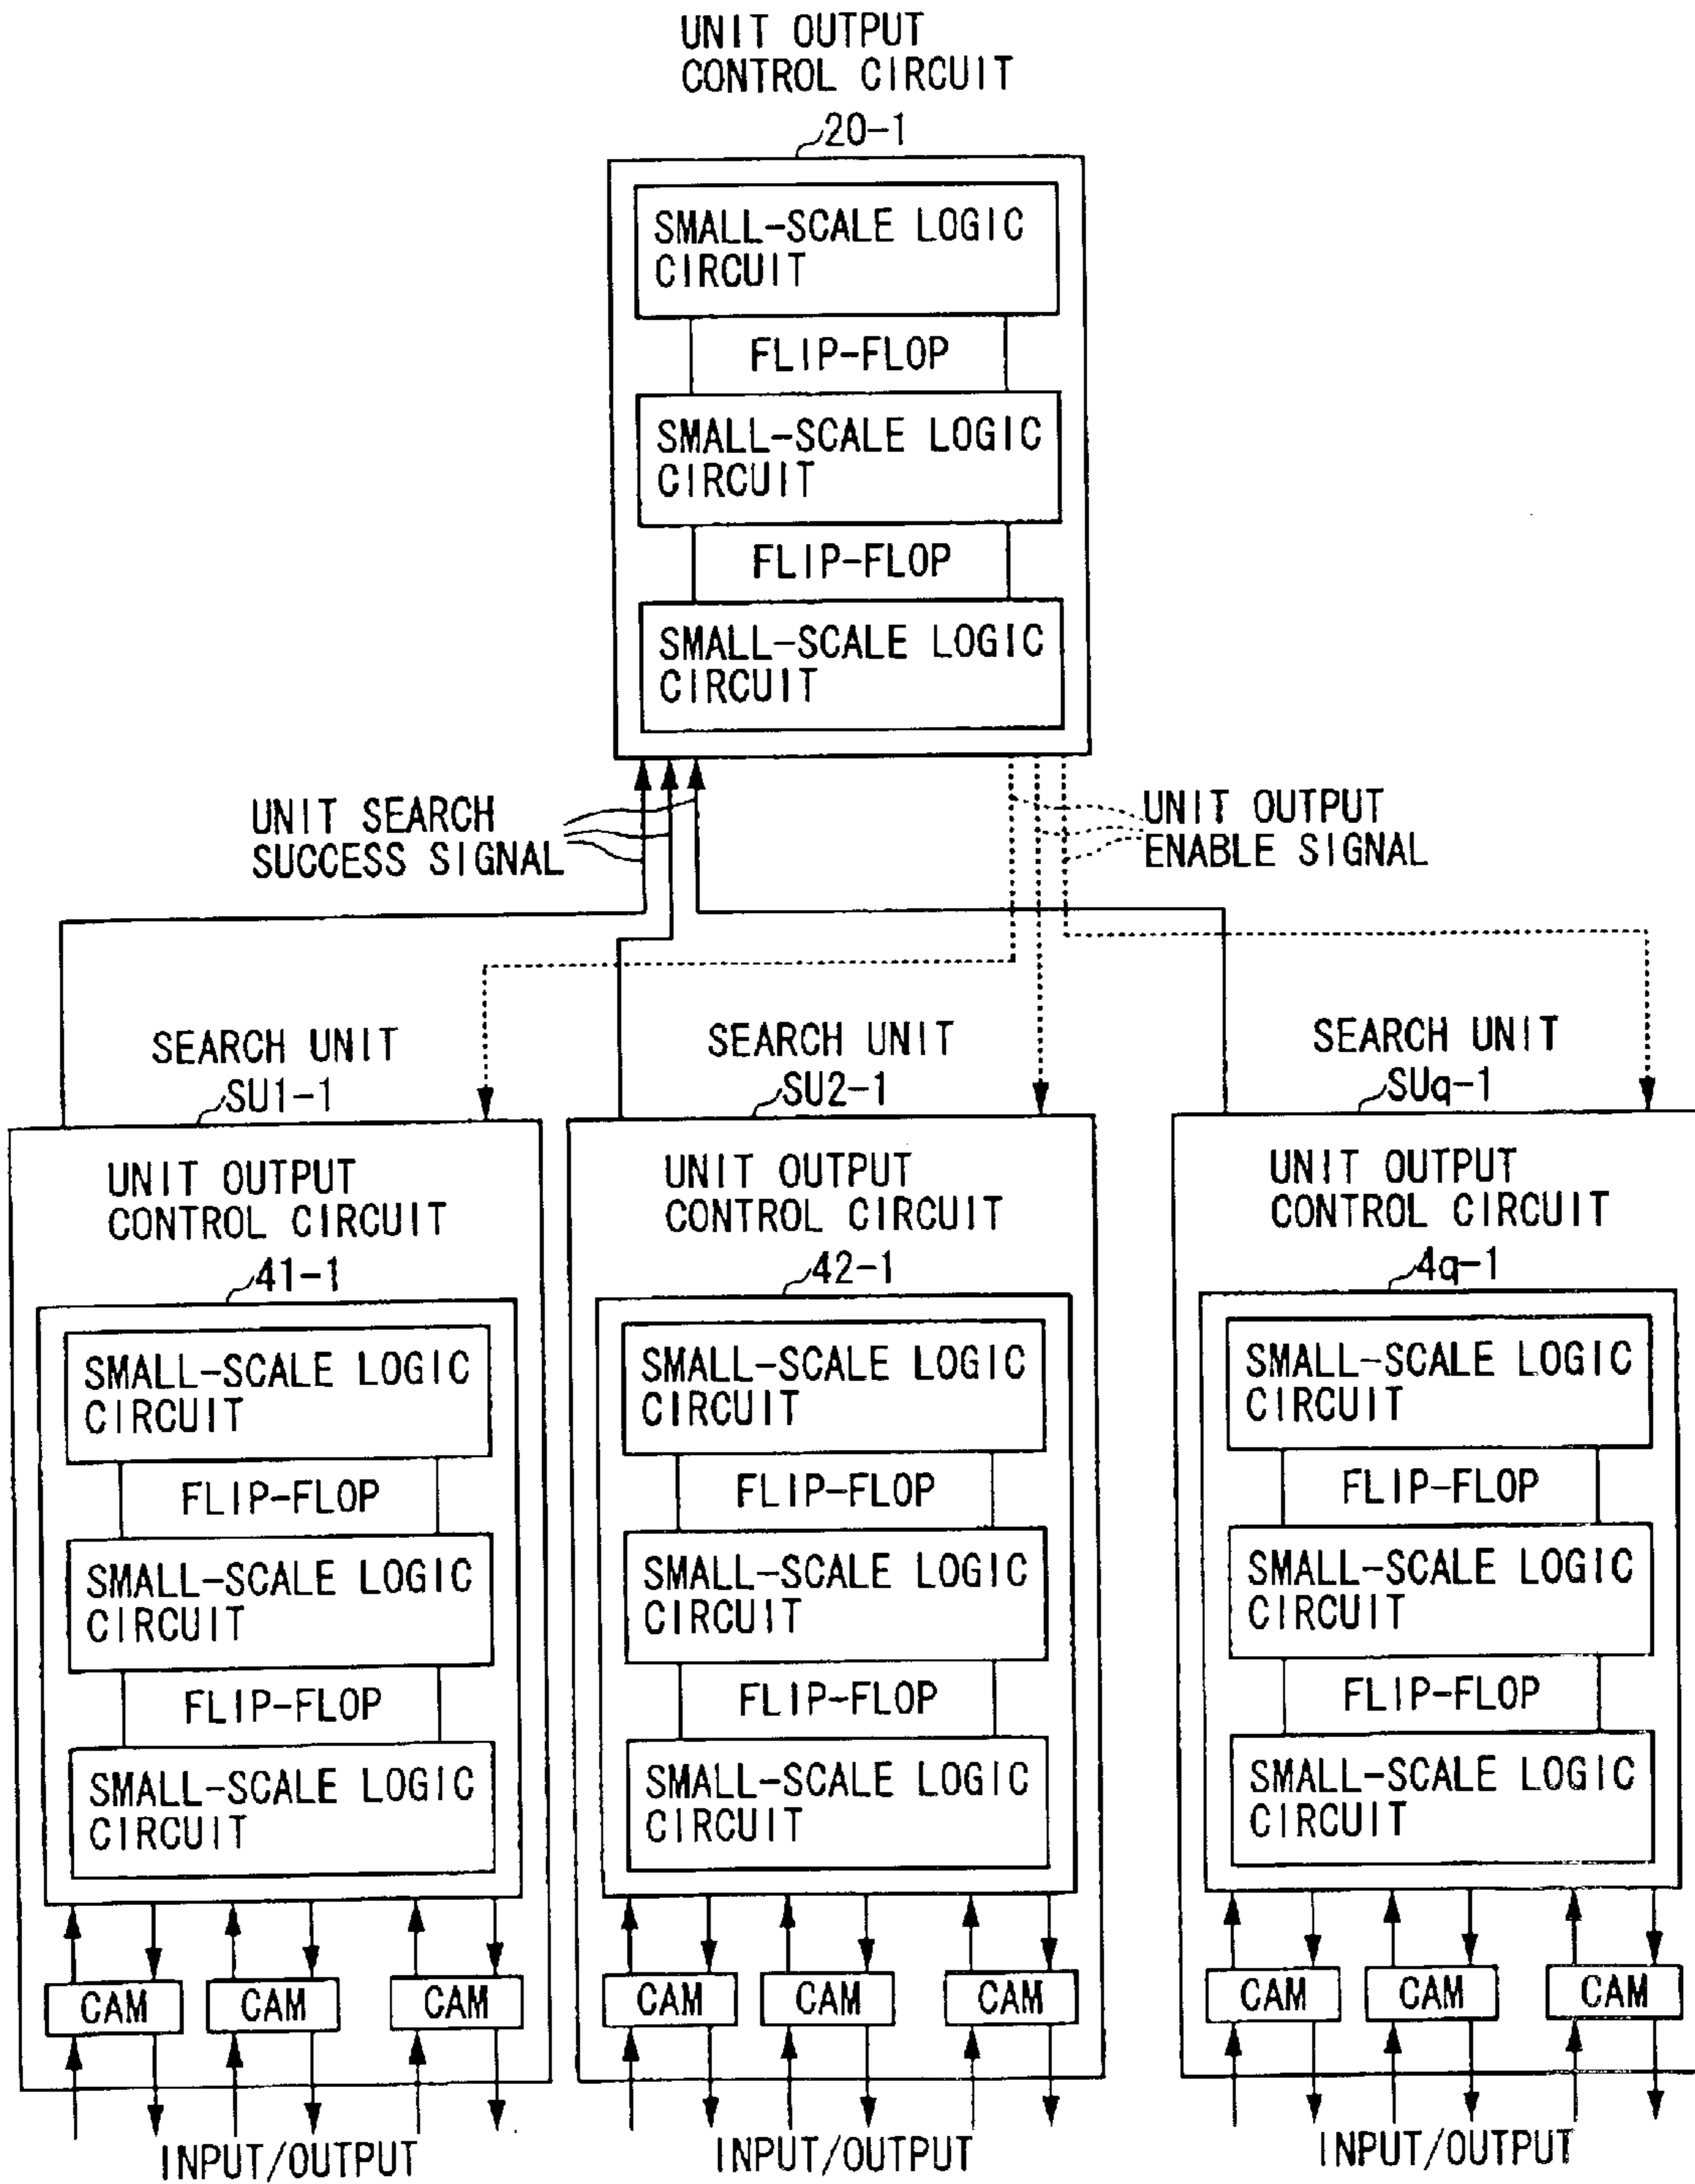 UNIT OUTPUT
CONTROL CIRCUIT
20-1
SMALL-SCALE LOGIC
CIRCUIT
FLIP-FLOP
SMALL-SCALE LOGIC
CIRCUIT
FLIP-FLOP
SMALL-SCALE LOGIC
CIRCUIT
UNIT SEARCH
SUCCESS SIGNAL
UNIT OUTPUT
ENABLE SIGNAL
SEARCH UNIT
SU1-1
UNIT OUTPUT
CONTROL CIRCUIT
41-1
SMALL-SCALE LOGIC
CIRCUIT
FLIP-FLOP
SMALL-SCALE LOGIC
CIRCUIT
FLIP-FLOP
SMALL-SCALE LOGIC
CIRCUIT
CAM
CAM
CAM
INPUT/OUTPUT
SEARCH UNIT
SU2-1
UNIT OUTPUT
CONTROL CIRCUIT
42-1
SMALL-SCALE LOGIC
CIRCUIT
FLIP-FLOP
SMALL-SCALE LOGIC
CIRCUIT
FLIP-FLOP
SMALL-SCALE LOGIC
CIRCUIT
CAM
CAM
CAM
INPUT/OUTPUT
SEARCH UNIT
SUq-1
UNIT OUTPUT
CONTROL CIRCUIT
4q-1
SMALL-SCALE LOGIC
CIRCUIT
FLIP-FLOP
SMALL-SCALE LOGIC
CIRCUIT
FLIP-FLOP
SMALL-SCALE LOGIC
CIRCUIT
CAM
CAM
CAM
INPUT/OUTPUT